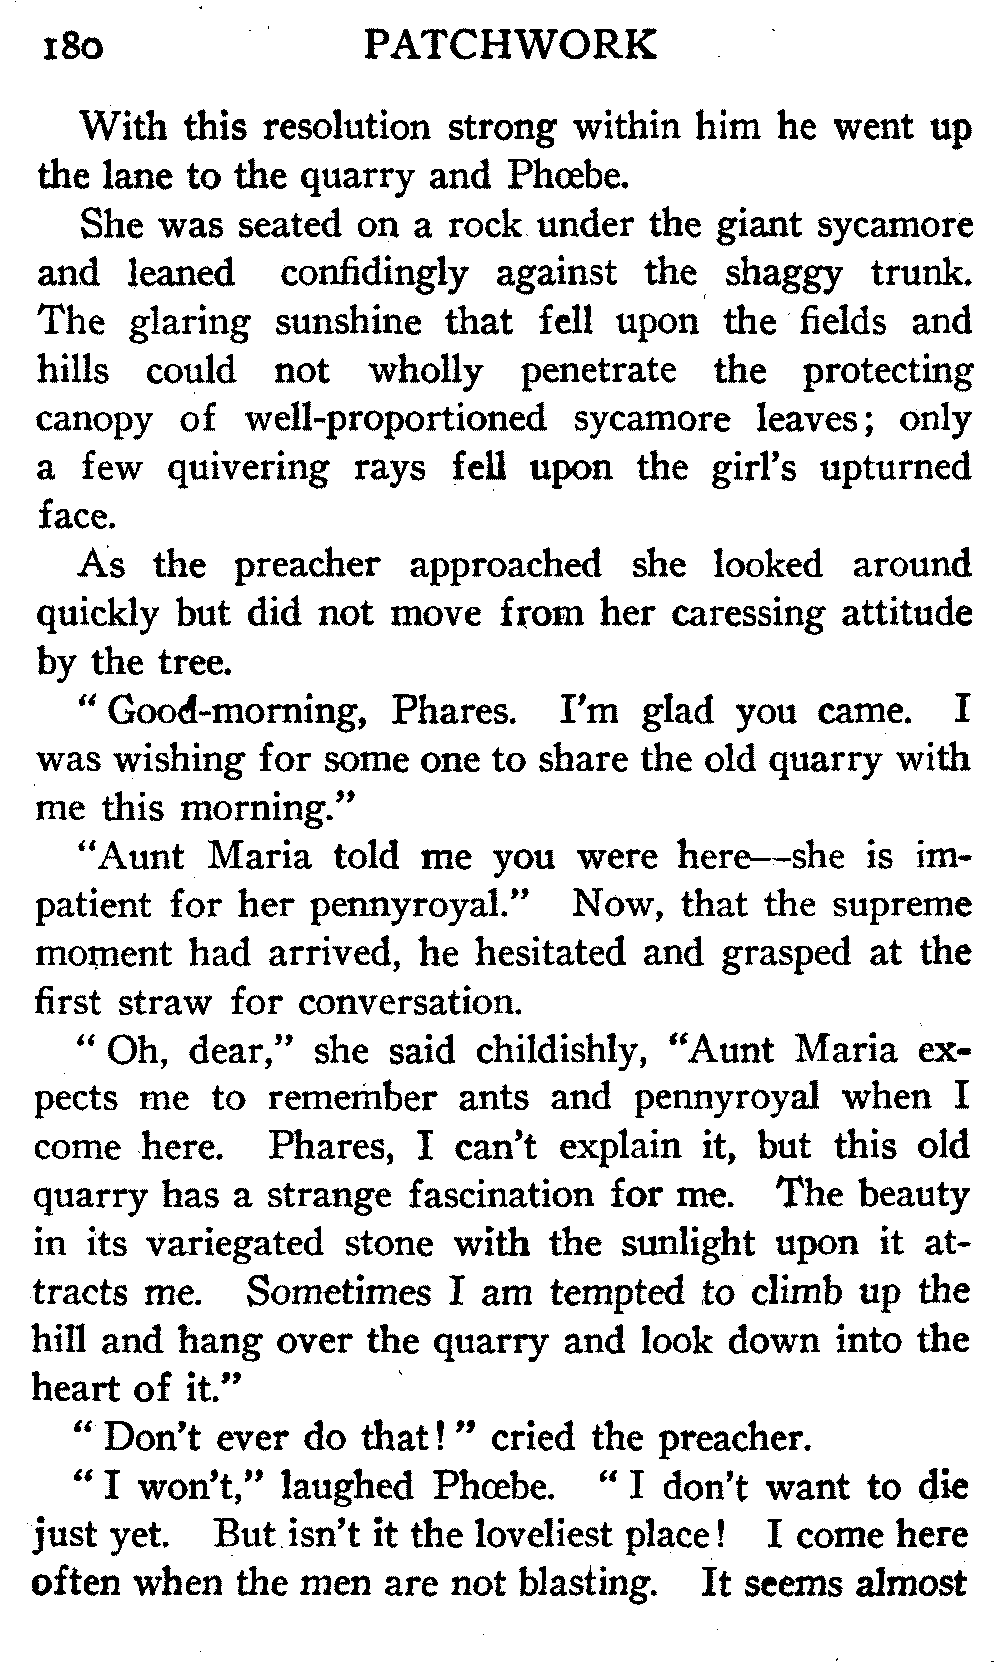 180 PATCHWORK
With this resolution strong within him he went up
the lane to the quarry and Phœbe.
She was seated on a rock under the giant sycamore
and leaned confidingly against the shaggy trunk.
The glaring sunshine that fell upon the fields and
hills could not wholly penetrate the protecting
canopy of well-proportioned sycamore leaves; only
a few quivering rays fell upon the girl's upturned
face.
As the preacher approached she looked around
quickly but did not move from her caressing attitude
by the tree.
"Good-morning, Phares. I'm glad you came. I
was wishing for some one to share the old quarry with
me this morning."
"Aunt Maria told me you were here—she is im-
patient for her pennyroyal." Now, that the supreme
moment had arrived, he hesitated and grasped at the
first straw for conversation.
"Oh, dear," she said childishly, "Aunt Maria ex-
pects me to remember ants and pennyroyal when I
come here. Phares, I can't explain it, but this old
quarry has a strange fascination for me. The beauty
in its variegated stone with the sunlight upon it at-
tracts me. Sometimes I am tempted to climb up the
hill and hang over the quarry and look down into the
heart of it."
"Don't ever do that!" cried the preacher.
"I won't," laughed Phœbe. "I don't want to die
just yet. But isn't it the loveliest place! I come here
often when the men are not blasting. It seems almost